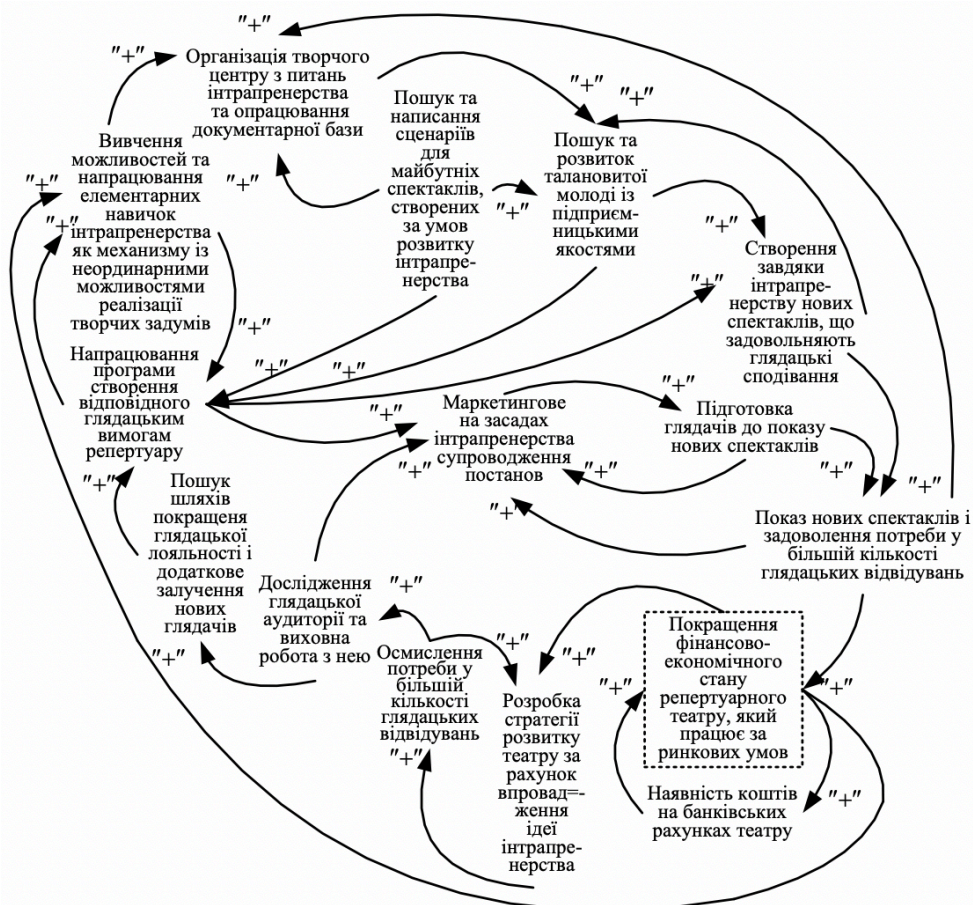 "+"
"+"
Організація творчого
центру з питань
інтрапренерства
та опрацювання
документарної бази
"+"
"+"
Пошук та
написання
сценаріїв
для
майбутніх
спектаклів,
створених
за умов
розвитку
інтрапре-
нерства
"+"
Пошук та
розвиток
талановитої
молоді із
підприєм-
ницькими
якостями
Вивчення
можливостей та
напрацювання
елементарних
навичок
інтрапренерства
як механізму із
неординарними
можливостями
реалізації
творчих задумів
"+"
"+"
"+"
"+"
"+"
Створення
завдяки
інтрапре-
нерству нових
спектаклів, що
задовольняють
глядацькі
сподівання
"+"
Напрацювання
програми
створення
відповідного
глядацьким
вимогам
репертуару
"+"
"+"
"+"
"+"
Маркетингове
на засадах
інтрапренерства
супроводження
постанов
"+"
Підготовка
глядачів до показу
нових спектаклів
"+"
"+"
"+"
"+"
"+"
"+"
Пошук
шляхів
покращеня
глядацької
лояльності і
додаткове
залучення
нових
глядачів
"+"
Показ нових спектаклів і
задоволення потреби у
більшій кількості
глядацьких відвідувань
Дослідження
глядацької
аудиторії та
виховна
робота з нею
"+"
Осмислення
потреби у
більшій
кількості
глядацьких
відвідувань
"+"
"+"
"+"
Розробка
стратегії
розвитку
театру за
рахунок
впровад=-
ження
ідеї
інтрапре-
нерства
Покращення
фінансово-
економічного
стану
репертуарного
театру, який
працює за
ринкових умов
"+"
"+"
Наявність коштів
на банківських
рахунках театру
"+"